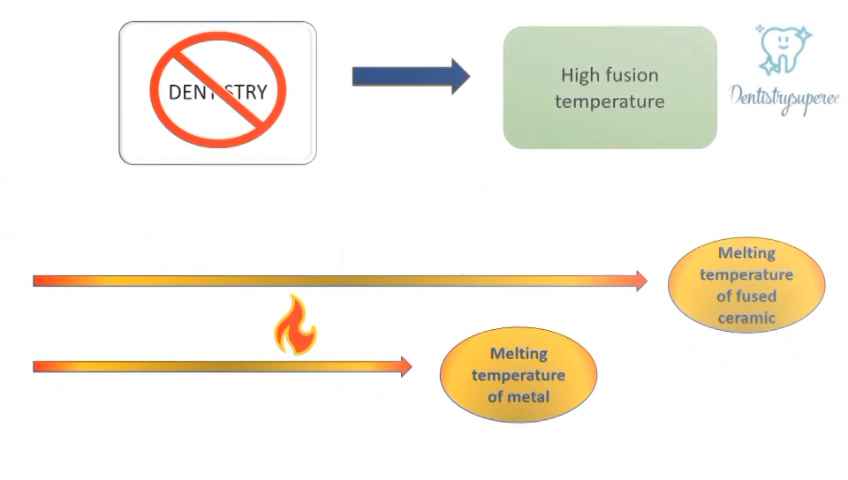 DENTISTRY
High fusion
temperature
Dentistrysuperee
Melting
temperature
of fused
ceramic
Melting
temperature
of metal